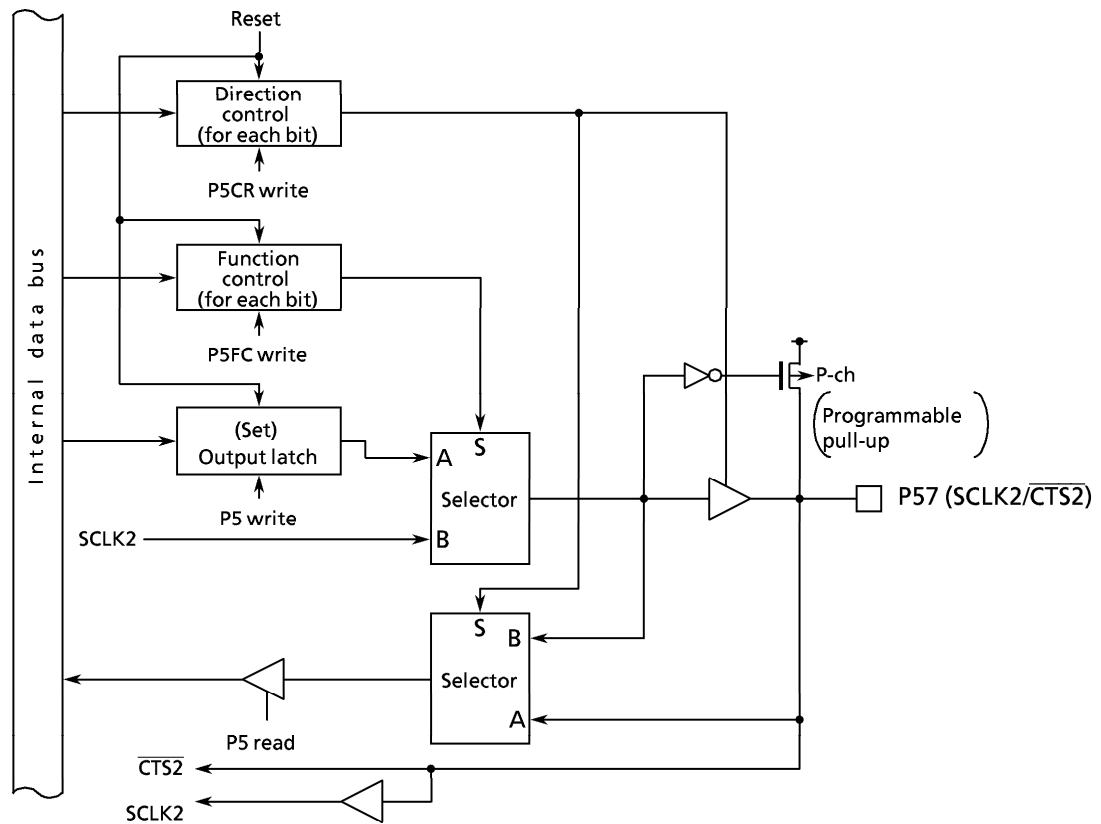 Reset
Direction
control
(for each bit)
P5CR write
Function
control
(for each bit)
P5FC write
Internal data bus
(Set)
Output latch
P5 write
SCLK2
A
S
Selector
B
P-ch
(Programmable
pull-up)
P57 (SCLK2/CTS2)
S
B
Selector
A
P5 read
CTS2
SCLK2